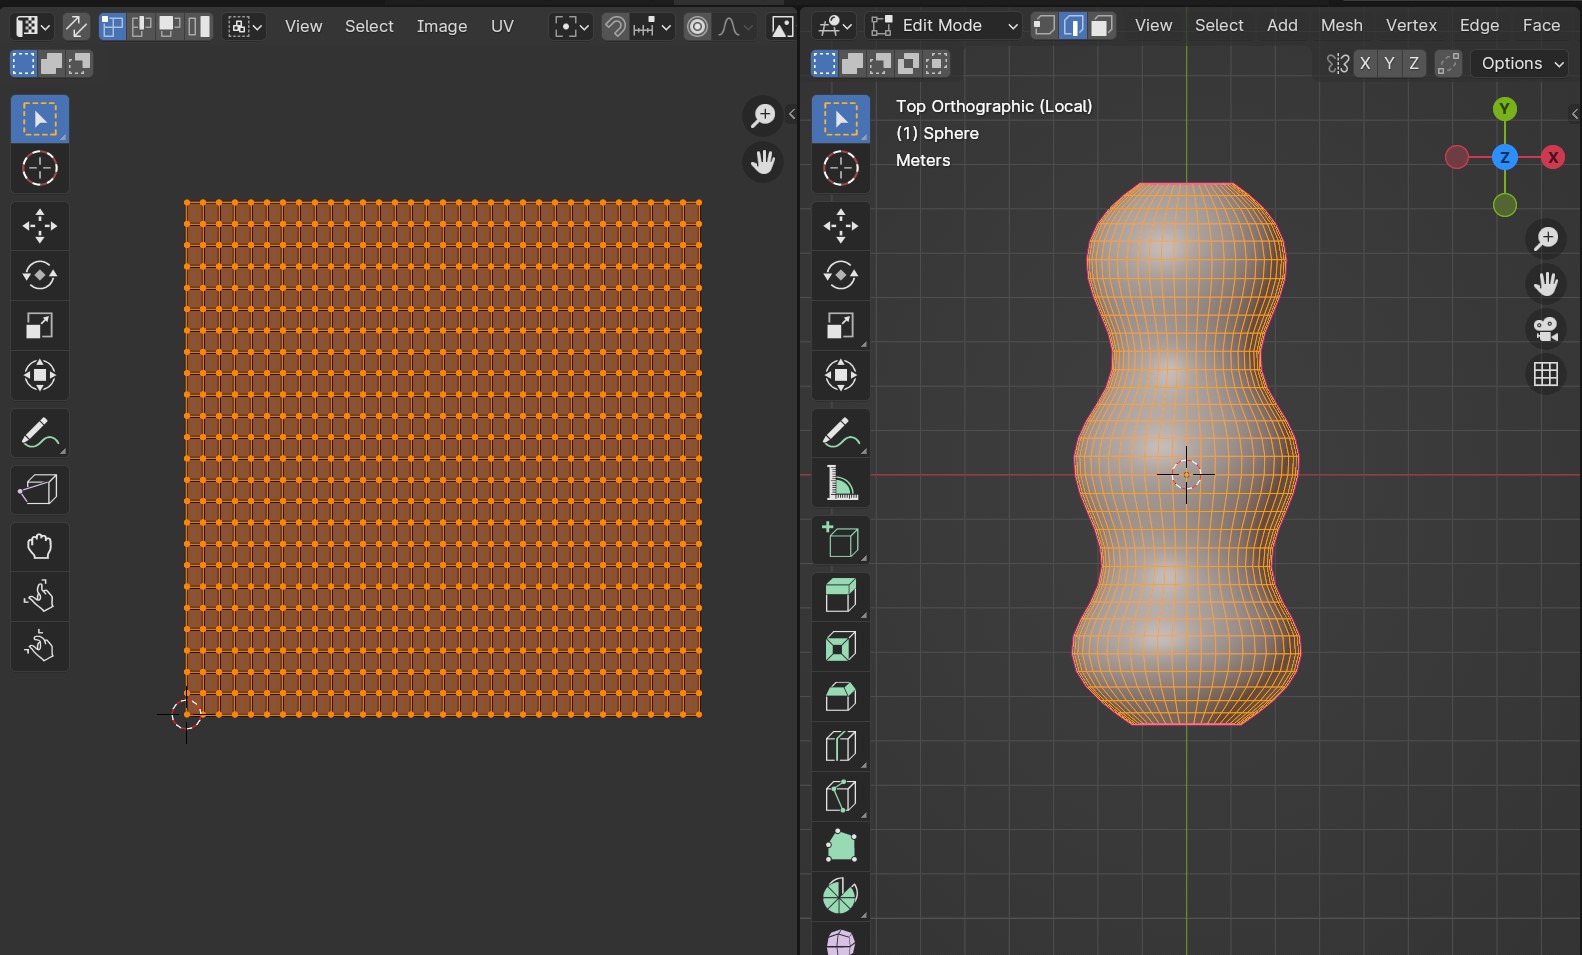 View Select Image UV
Edit Mode View Select Add Mesh Vertex Edge Face
X Y Z Options
Top Orthographic (Local)
(1) Sphere
Meters
Y
Z X